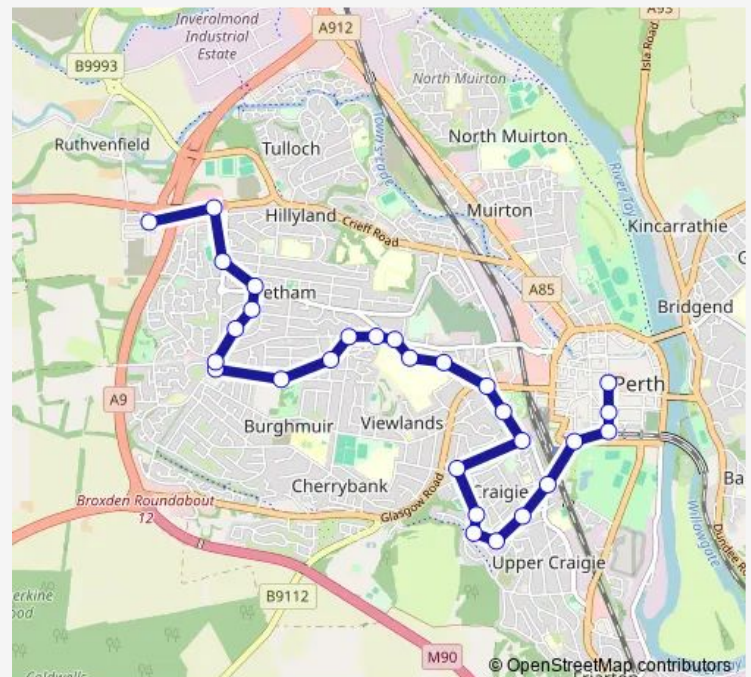 A912
A93
Inveralmond
Industrial
Estate
B9993
Isla Road
North Muirton
Ruthvenfield
Town's Lade
North Muirton
Tulloch
River Tay
Muirton
Hillyland
Crieff Road
Kincarrathie
etham
A85
Bridgend
A9
Perth
Burghmuir
Viewlands
Cherrybank
Craigie
Glasgow Road
Broxden Roundabout
12
Willowgate
Dundee
Upper Craigie
B9112
M90
© OpenStreetMap contributors